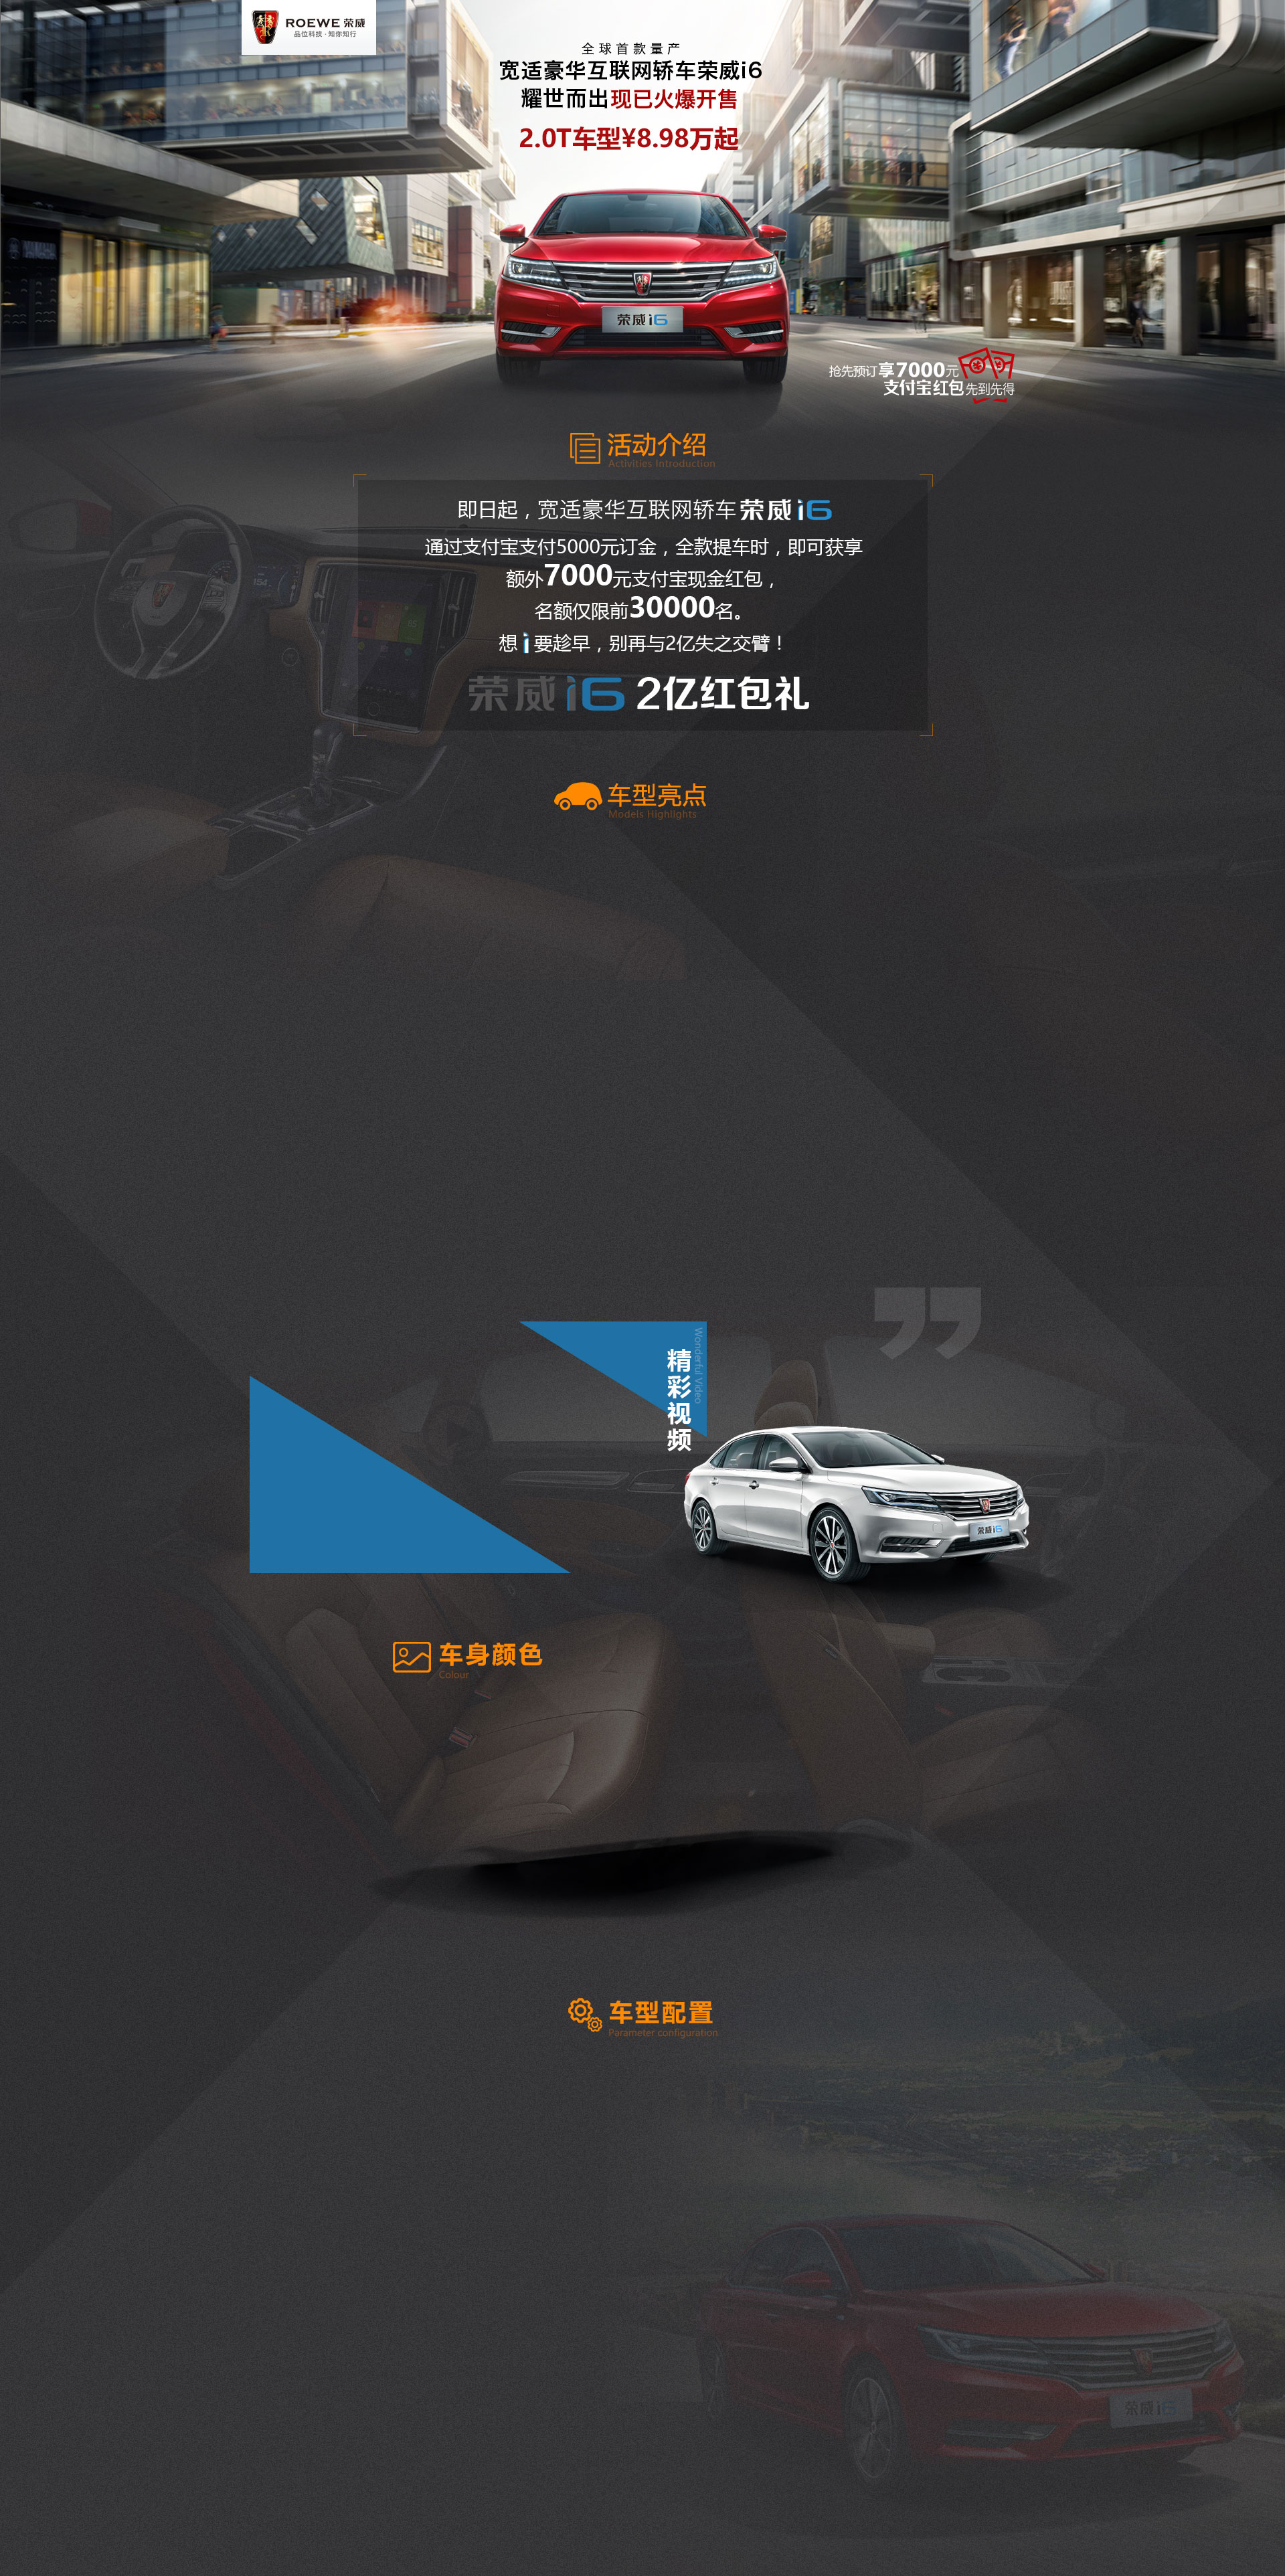 ROEWE 荣威
品位科技·知你知行
全球首款量产
宽适豪华互联网轿车荣威i6
耀世而出现已火爆开售
2.0T车型¥8.98万起
荣威i6
抢先预订享7000元
支付宝红包先到先得
活动介绍
Activities Introduction
即日起，宽适豪华互联网轿车荣威i6
通过支付宝支付5000元订金，全款提车时，即可获享
额外7000元支付宝现金红包，
名额仅限前30000名。
想i要趁早，别再与2亿失之交臂！
荣威i6 2亿红包礼
车型亮点
Models Highlights
精彩视频
Wonderful Video
荣威i6
车身颜色
Colour
车型配置
Parameter configuration
荣威i6